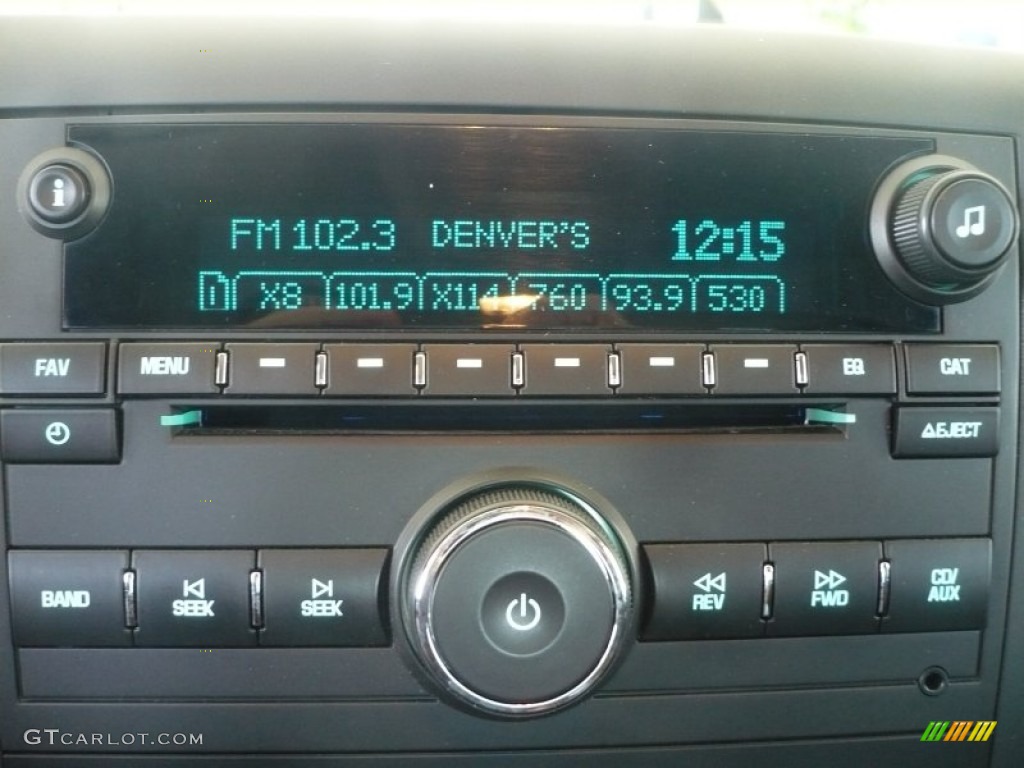 i
FM 102.3 DENVER'S 12:15
1 X8 101.9 X114 760 93.9 530
FAV MENU EQ CAT
EJECT
BAND SEEK SEEK REV FWD CD/AUX
GTCARLOT.COM